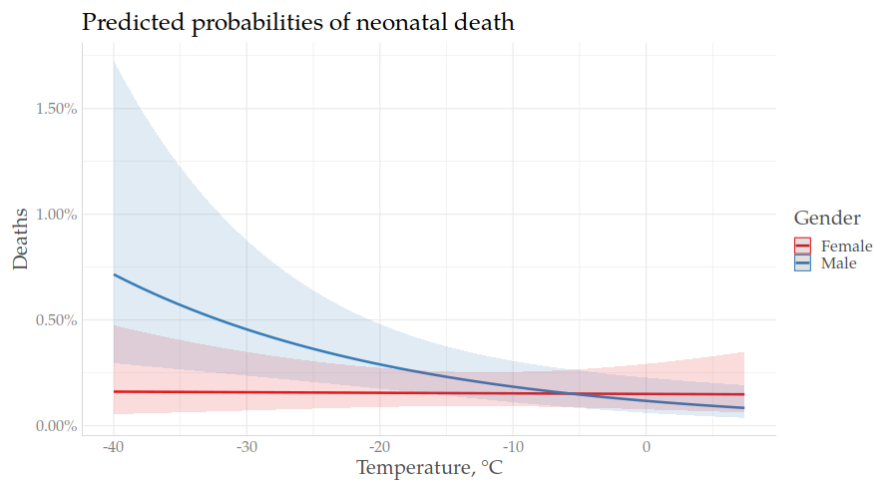 Predicted probabilities of neonatal death
1.50%
1.00%
0.50%
0.00%
Deaths
-40 -30 -20 -10 0
Temperature, °C
Gender
Female
Male